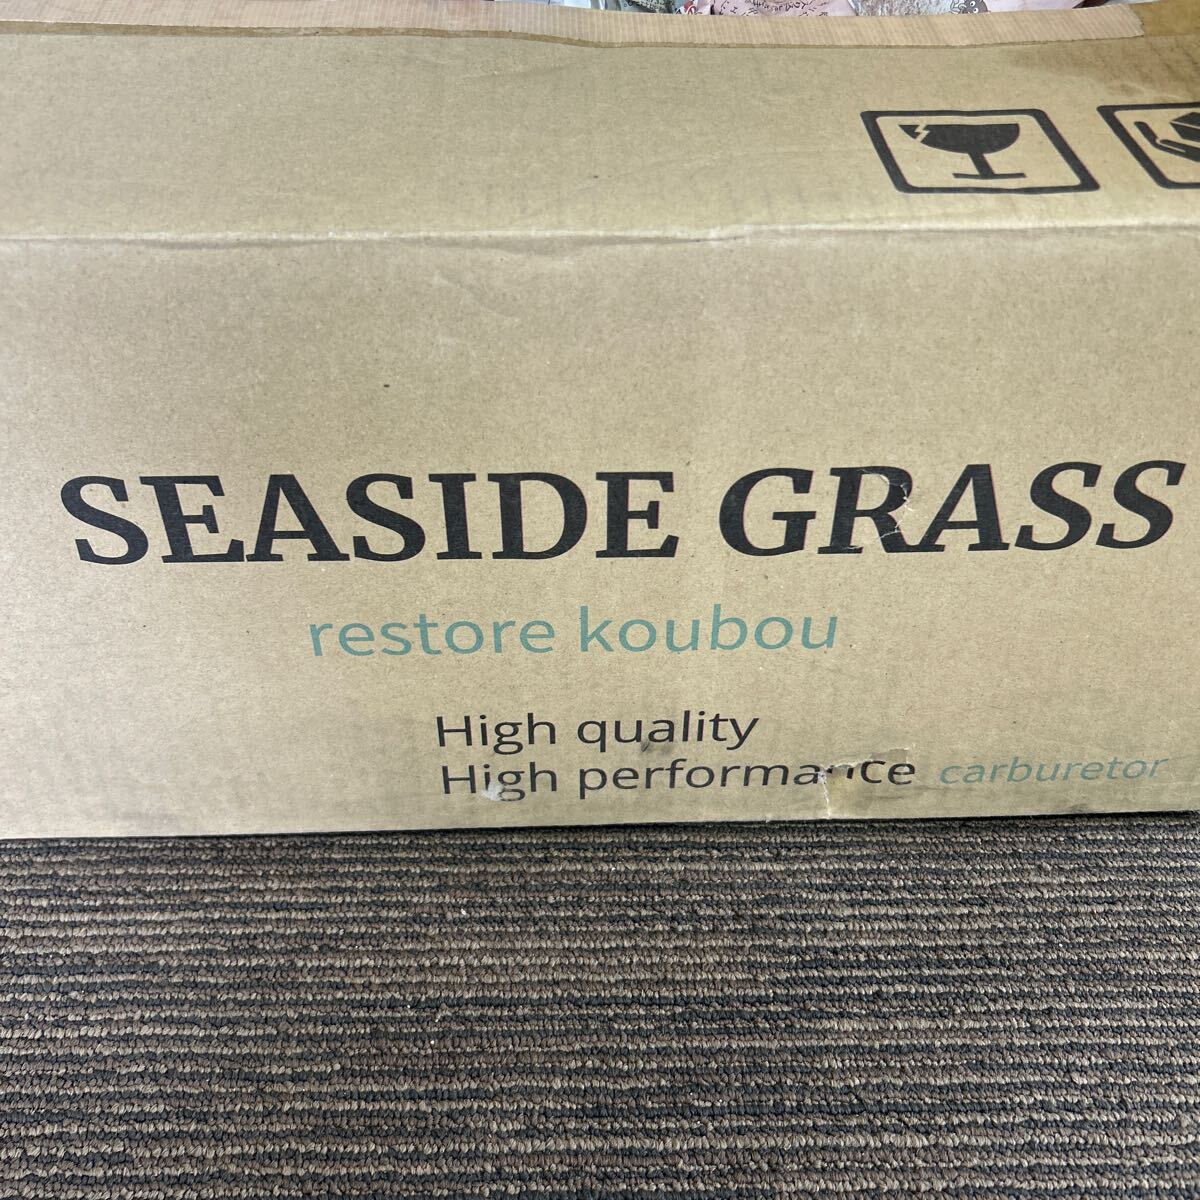 SEASIDE GRASS
restore koubou
High quality
High performance carburetor